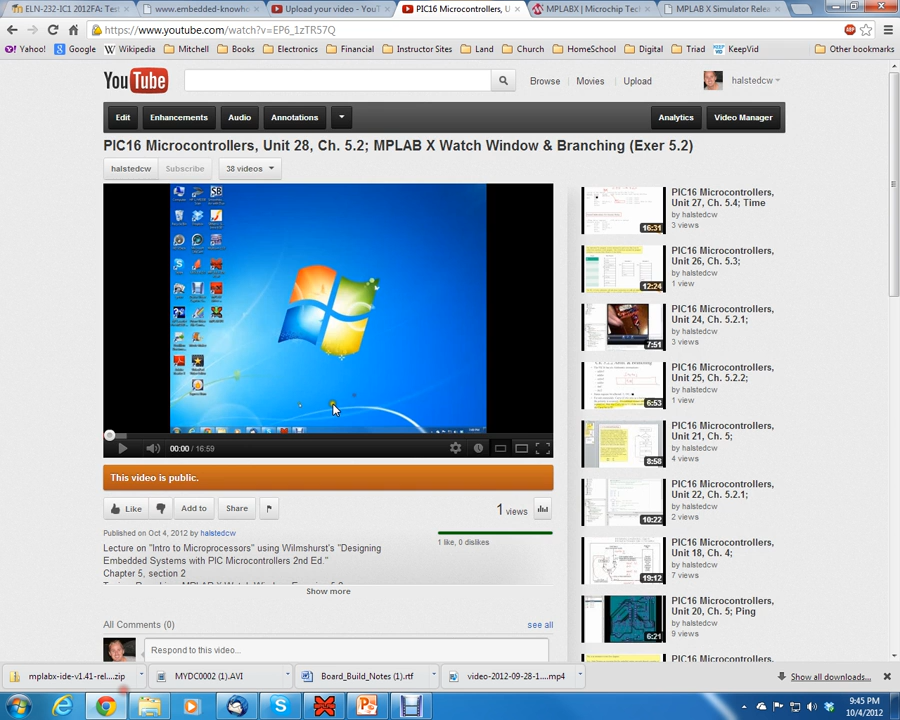 ELN-232-IC1 2012FA: Tes
www.embedded-knowho
Upload your video - YouT
PIC16 Microcontrollers, U
MPLABX | Microchip Tech
MPLAB X Simulator Relea
https://www.youtube.com/watch?v=EP6_1zTR57Q
Yahoo! Google Wikipedia Mitchell Books Electronics Financial Instructor Sites Land Church HomeSchool Digital Triad KeepVid Other bookmarks
YouTube Browse Movies Upload halstedcw
Edit Enhancements Audio Annotations Analytics Video Manager
PIC16 Microcontrollers, Unit 28, Ch. 5.2; MPLAB X Watch Window & Branching (Exer 5.2)
halstedcw Subscribe 38 videos
00:00 / 16:59
This video is public.
Like Add to Share 1 views
Published on Oct 4, 2012 by halstedcw
1 like, 0 dislikes
Lecture on "Intro to Microprocessors" using Wilmshurst's "Designing
Embedded Systems with PIC Microcontrollers 2nd Ed."
Chapter 5, section 2
Show more
All Comments (0) see all
Respond to this video...
PIC16 Microcontrollers,
Unit 27, Ch. 5.4; Time
by halstedcw
3 views
16:31
PIC16 Microcontrollers,
Unit 26, Ch. 5.3;
by halstedcw
1 view
12:24
PIC16 Microcontrollers,
Unit 24, Ch. 5.2.1;
by halstedcw
3 views
7:51
PIC16 Microcontrollers,
Unit 25, Ch. 5.2.2;
by halstedcw
1 view
6:53
PIC16 Microcontrollers,
Unit 21, Ch. 5;
by halstedcw
4 views
8:58
PIC16 Microcontrollers,
Unit 22, Ch. 5.2.1;
by halstedcw
2 views
10:22
PIC16 Microcontrollers,
Unit 18, Ch. 4;
by halstedcw
7 views
19:12
PIC16 Microcontrollers,
Unit 20, Ch. 5; Ping
by halstedcw
9 views
6:21
PIC16 Microcontrollers,
mplabx-ide-v1.41-rel....zip MYDC0002 (1).AVI Board_Build_Notes (1).rtf video-2012-09-28-1....mp4 Show all downloads...
9:45 PM
10/4/2012